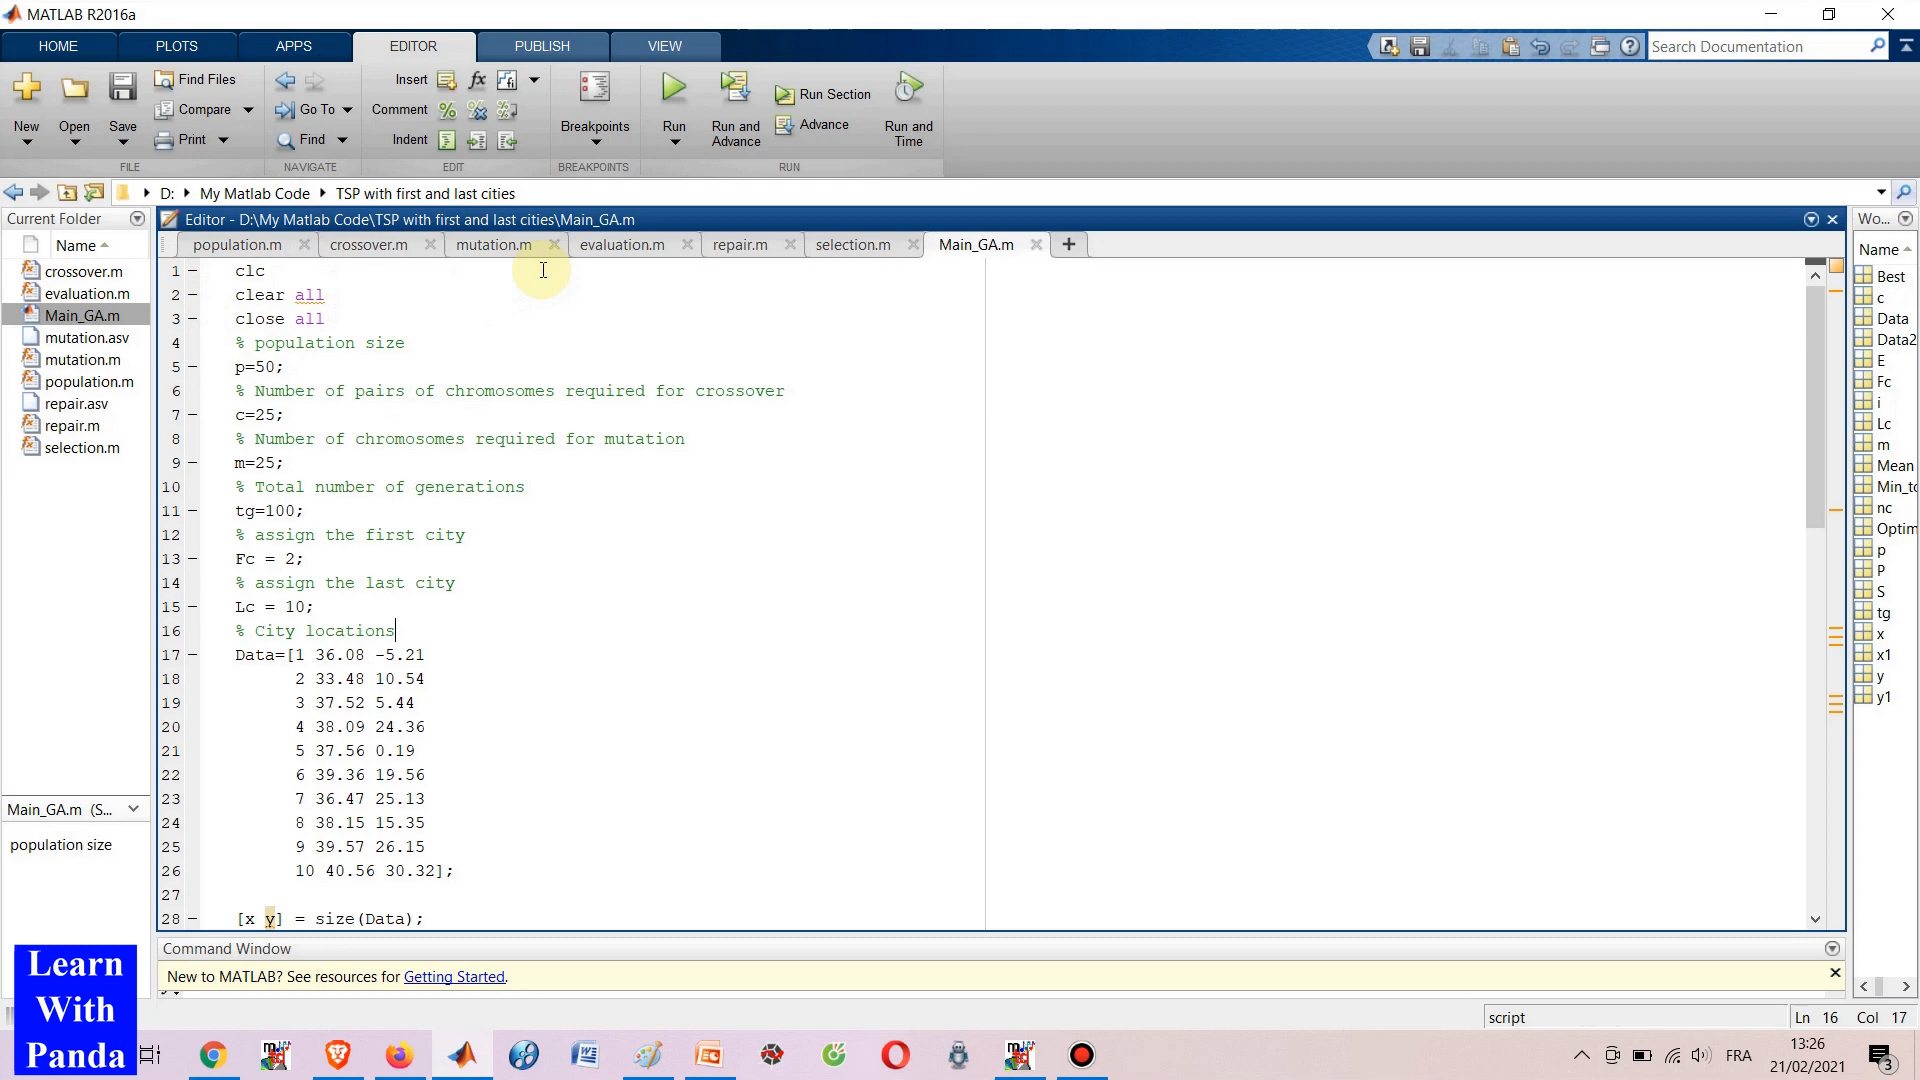 MATLAB R2016a
HOME PLOTS APPS EDITOR PUBLISH VIEW Search Documentation
New Open Save Find Files Compare Print
Go To Find
Insert fx Comment Indent
Breakpoints
Run Run and Advance Run Section Advance Run and Time
FILE NAVIGATE EDIT BREAKPOINTS RUN
D: My Matlab Code TSP with first and last cities
Current Folder
Name
crossover.m
evaluation.m
Main_GA.m
mutation.asv
mutation.m
population.m
repair.asv
repair.m
selection.m
Main_GA.m (S...
population size
Editor - D:\My Matlab Code\TSP with first and last cities\Main_GA.m
population.m crossover.m mutation.m evaluation.m repair.m selection.m Main_GA.m
1 clc
2 clear all
3 close all
4 % population size
5 p=50;
6 % Number of pairs of chromosomes required for crossover
7 c=25;
8 % Number of chromosomes required for mutation
9 m=25;
10 % Total number of generations
11 tg=100;
12 % assign the first city
13 Fc = 2;
14 % assign the last city
15 Lc = 10;
16 % City locations
17 Data=[1 36.08 -5.21
18 2 33.48 10.54
19 3 37.52 5.44
20 4 38.09 24.36
21 5 37.56 0.19
22 6 39.36 19.56
23 7 36.47 25.13
24 8 38.15 15.35
25 9 39.57 26.15
26 10 40.56 30.32];
27
28 [x y] = size(Data);
Command Window
New to MATLAB? See resources for Getting Started.
Wo...
Name
Best
c
Data
Data2
E
Fc
i
Lc
m
Mean
Min_to
nc
Optim
p
P
S
tg
x
x1
y
y1
script Ln 16 Col 17
Learn
With
Panda
FRA
13:26
21/02/2021
3